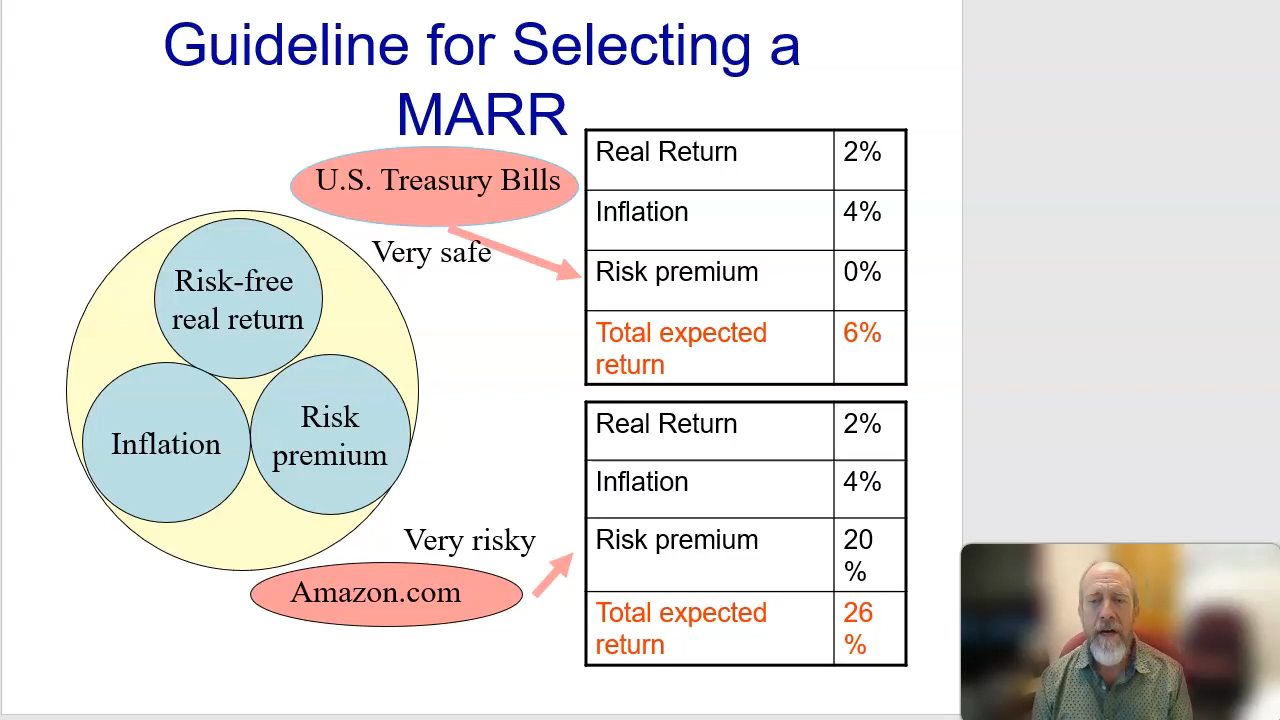 Guideline for Selecting a
MARR
U.S. Treasury Bills
Very safe
Real Return 2%
Inflation 4%
Risk premium 0%
Total expected 6%
return
Risk-free
real return
Inflation
Risk
premium
Very risky
Amazon.com
Real Return 2%
Inflation 4%
Risk premium 20
%
Total expected 26
return %